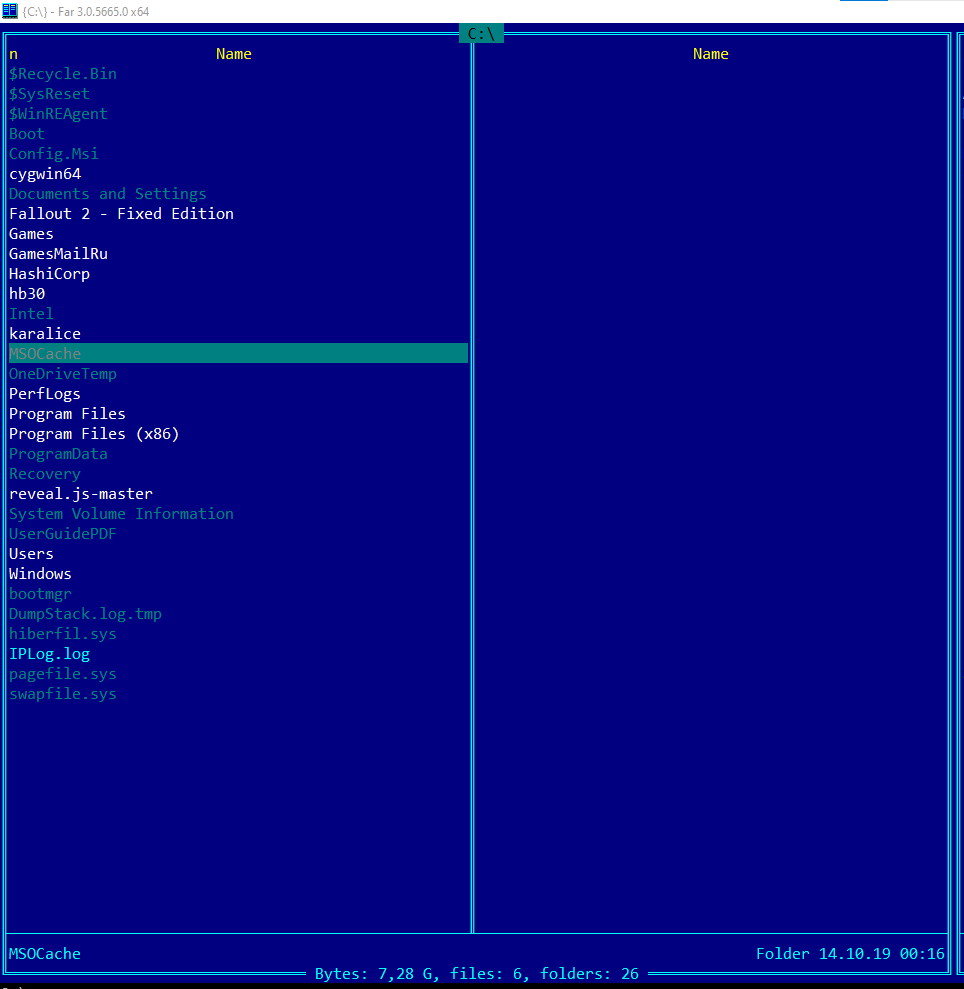 {C:\} - Far 3.0.5665.0 x64
C:\
n Name Name
$Recycle.Bin
$SysReset
$WinREAgent
Boot
Config.Msi
cygwin64
Documents and Settings
Fallout 2 - Fixed Edition
Games
GamesMailRu
HashiCorp
hb30
Intel
karalice
MSOCache
OneDriveTemp
PerfLogs
Program Files
Program Files (x86)
ProgramData
Recovery
reveal.js-master
System Volume Information
UserGuidePDF
Users
Windows
bootmgr
DumpStack.log.tmp
hiberfil.sys
IPLog.log
pagefile.sys
swapfile.sys
MSOCache Folder 14.10.19 00:16
Bytes: 7,28 G, files: 6, folders: 26